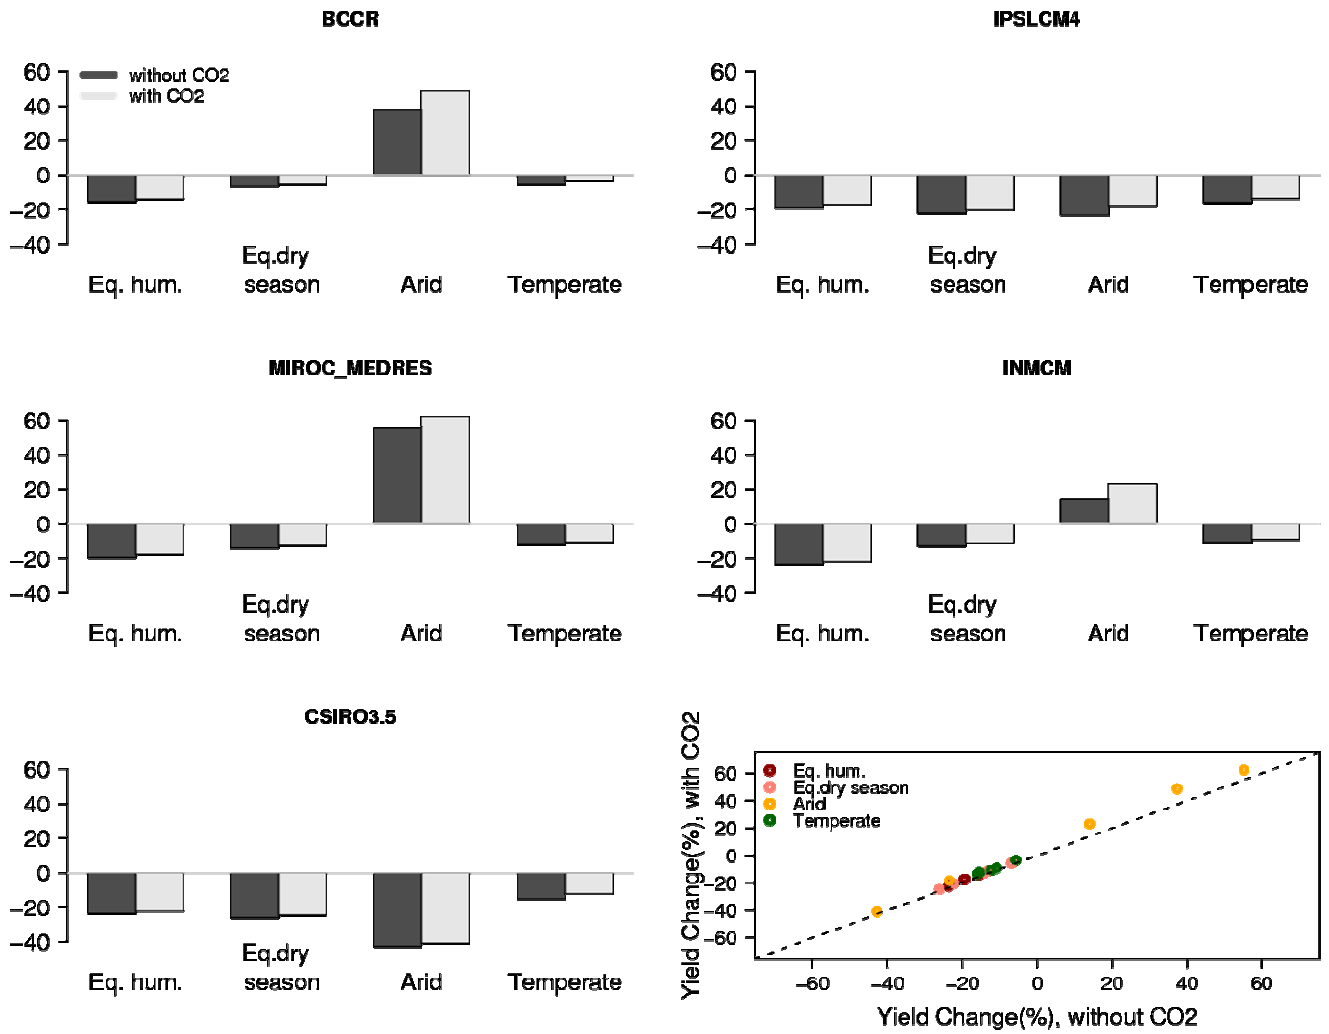 BCCR
60
40
20
0
−20
−40
without CO2
with CO2
Eq. hum.
Eq.dry
season
Arid
Temperate
IPSLCM4
60
40
20
0
−20
−40
Eq. hum.
Eq.dry
season
Arid
Temperate
MIROC_MEDRES
60
40
20
0
−20
−40
Eq. hum.
Eq.dry
season
Arid
Temperate
INMCM
60
40
20
0
−20
−40
Eq. hum.
Eq.dry
season
Arid
Temperate
CSIRO3.5
60
40
20
0
−20
−40
Eq. hum.
Eq.dry
season
Arid
Temperate
Yield Change(%), with CO2
60
40
20
0
−20
−40
−60
Eq. hum.
Eq.dry season
Arid
Temperate
−60 −40 −20 0 20 40 60
Yield Change(%), without CO2